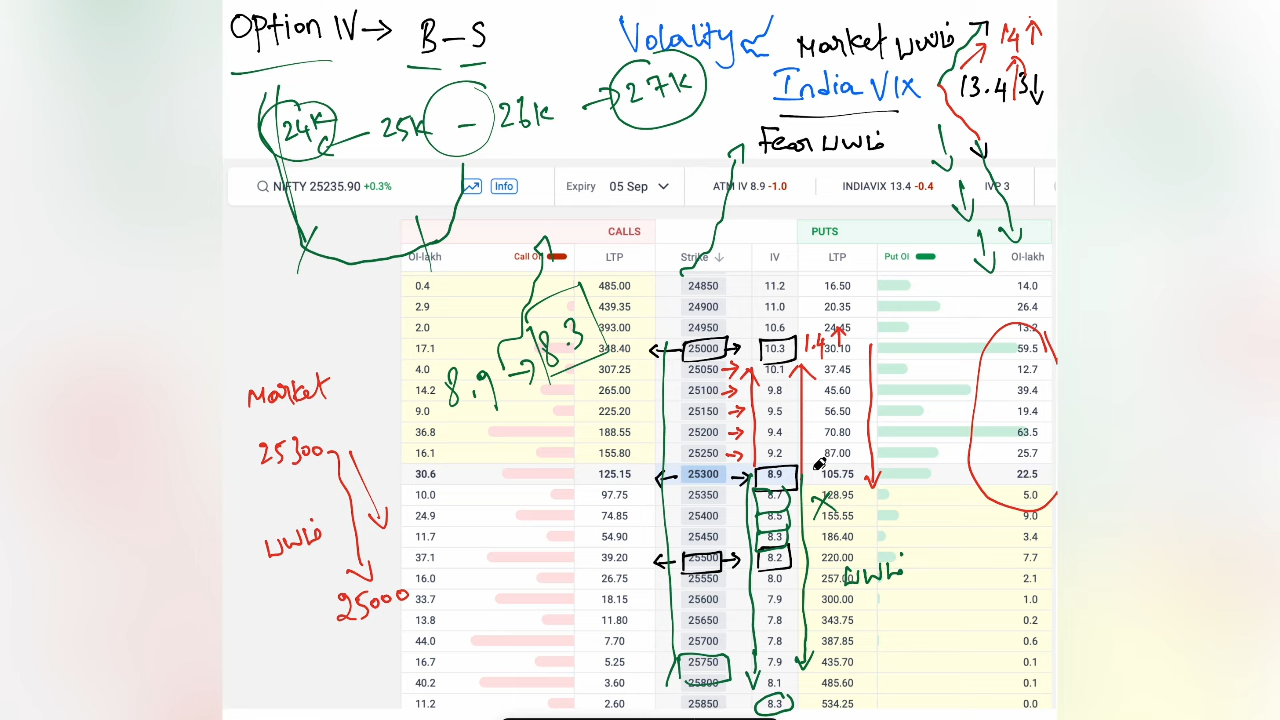 Option IV → B - S
Volality
Market பயம்
14 ↑
India VIX
13.43 ↓
24K - 25K - 26K → 27K
Fear பயம்
NIFTY 25235.90 +0.3%
Info
Expiry 05 Sep
ATM IV 8.9 -1.0
INDIAVIX 13.4 -0.4
IVP 3
CALLS PUTS
OI-lakh Call OI LTP Strike ↓ IV LTP Put OI OI-lakh
0.4 485.00 24850 11.2 16.50 14.0
2.9 439.35 24900 11.0 20.35 26.4
2.0 393.00 24950 10.6 24.45 13.2
17.1 348.40 25000 10.3 30.10 59.5
4.0 307.25 25050 10.1 37.45 12.7
14.2 265.00 25100 9.8 45.60 39.4
9.0 225.20 25150 9.5 56.50 19.4
36.8 188.55 25200 9.4 70.80 63.5
16.1 155.80 25250 9.2 87.00 25.7
30.6 125.15 25300 8.9 105.75 22.5
10.0 97.75 25350 8.7 128.95 5.0
24.9 74.85 25400 8.5 155.55 9.0
11.7 54.90 25450 8.3 186.40 3.4
37.1 39.20 25500 8.2 220.00 7.7
16.0 26.75 25550 8.0 257.00 2.1
33.7 18.15 25600 7.9 300.00 1.0
13.8 11.80 25650 7.8 343.75 0.2
44.0 7.70 25700 7.8 387.85 0.6
16.7 5.25 25750 7.9 435.70 0.1
40.2 3.60 25800 8.1 485.60 0.1
11.2 2.60 25850 8.3 534.25 0.0
8.9 → 8.3
1.4 ↑
Market
25300
பயம்
25000
பயம்